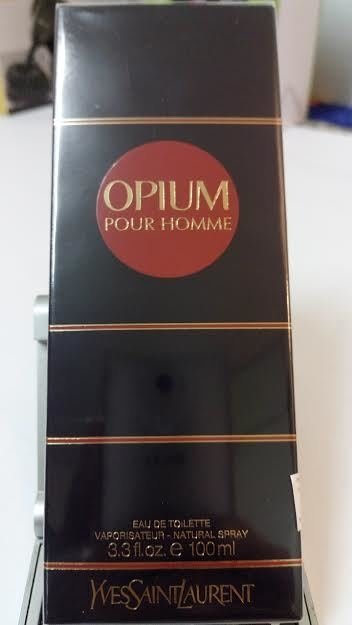 OPIUM
POUR HOMME
EAU DE TOILETTE
VAPORISATEUR - NATURAL SPRAY
3.3 fl.oz. e 100 ml
YVESSAINTLAURENT